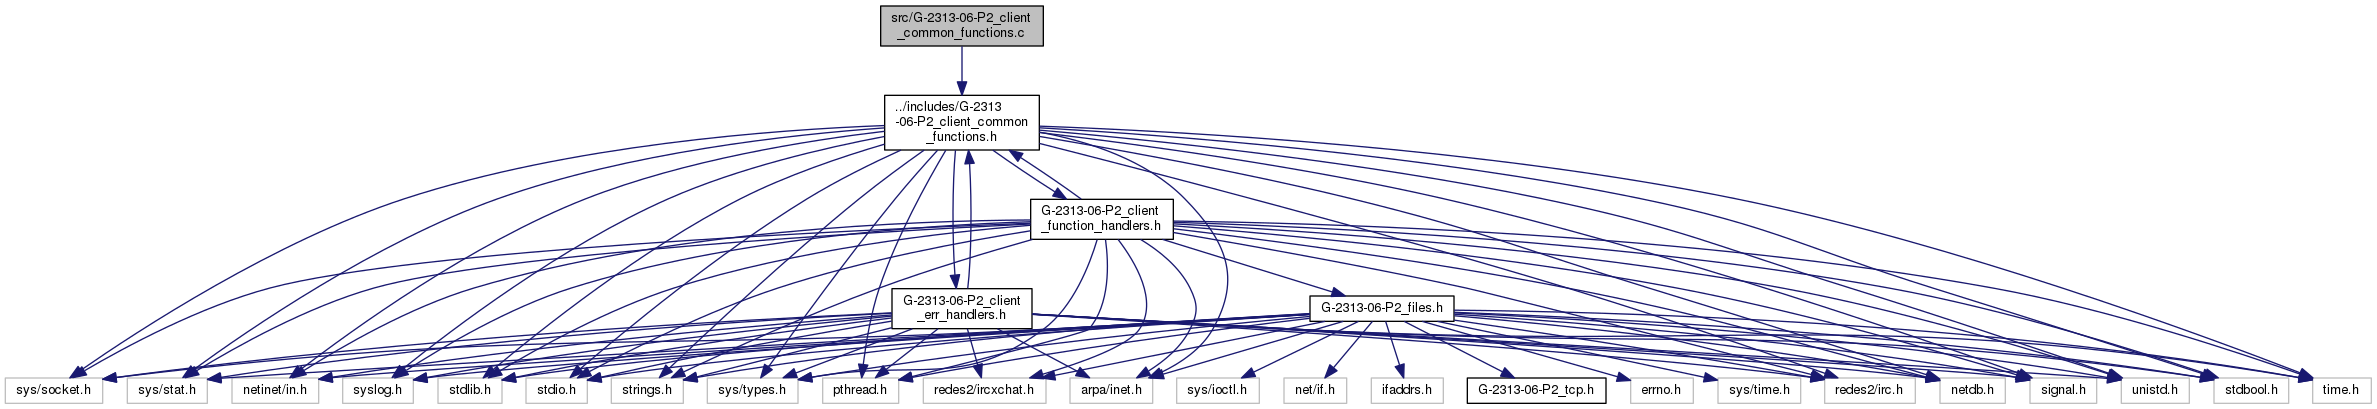 src/G-2313-06-P2_client
_common_functions.c
../includes/G-2313
-06-P2_client_common
_functions.h
G-2313-06-P2_client
_function_handlers.h
G-2313-06-P2_client
_err_handlers.h
G-2313-06-P2_files.h
sys/socket.h
sys/stat.h
netinet/in.h
syslog.h
stdlib.h
stdio.h
strings.h
sys/types.h
pthread.h
redes2/ircxchat.h
arpa/inet.h
sys/ioctl.h
net/if.h
ifaddrs.h
G-2313-06-P2_tcp.h
errno.h
sys/time.h
redes2/irc.h
netdb.h
signal.h
unistd.h
stdbool.h
time.h